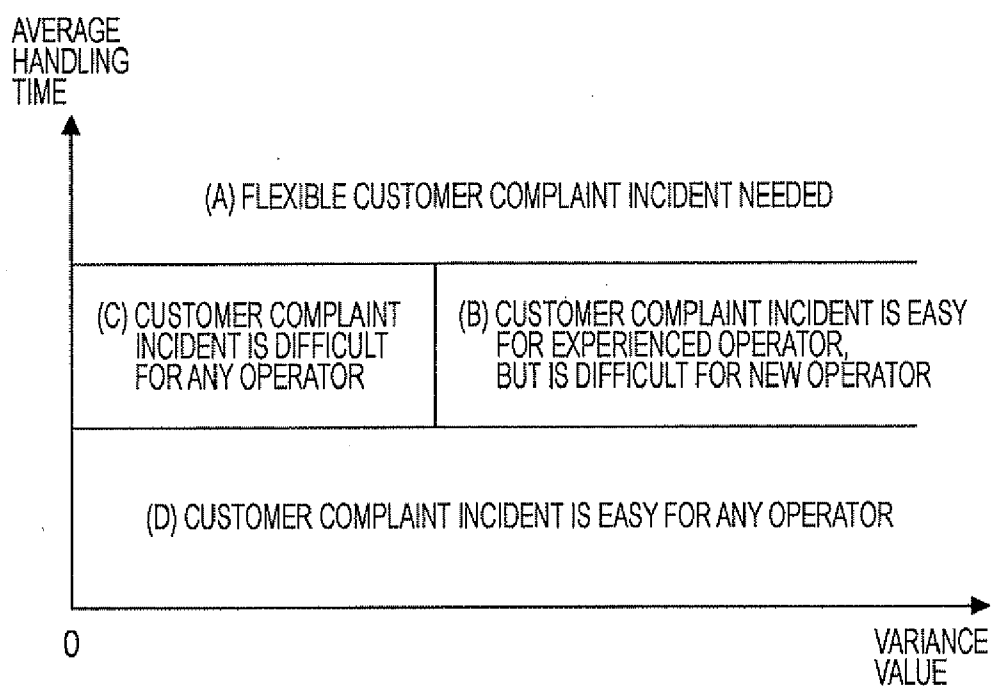 AVERAGE
HANDLING
TIME
(A) FLEXIBLE CUSTOMER COMPLAINT INCIDENT NEEDED
(C) CUSTOMER COMPLAINT
INCIDENT IS DIFFICULT
FOR ANY OPERATOR
(B) CUSTOMER COMPLAINT INCIDENT IS EASY
FOR EXPERIENCED OPERATOR,
BUT IS DIFFICULT FOR NEW OPERATOR
(D) CUSTOMER COMPLAINT INCIDENT IS EASY FOR ANY OPERATOR
0
VARIANCE
VALUE